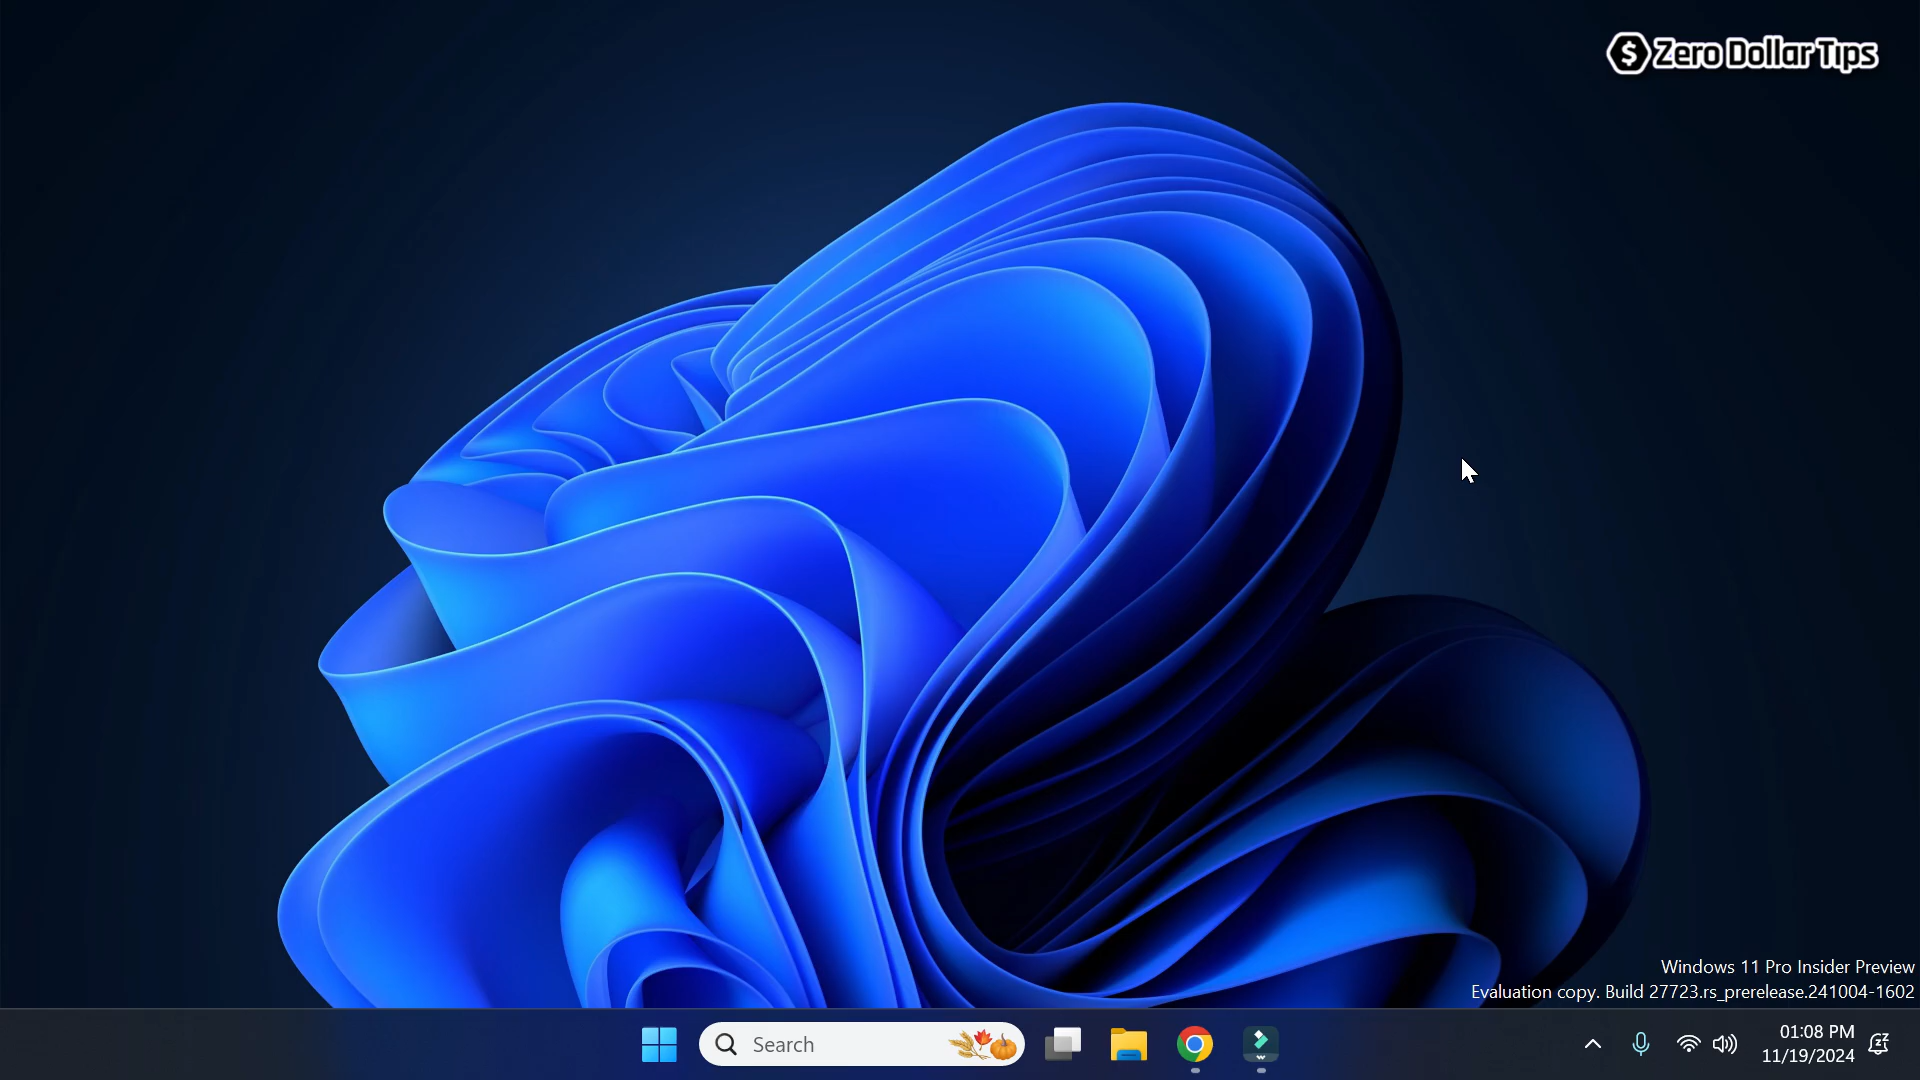 Zero Dollar Tips
Windows 11 Pro Insider Preview
Evaluation copy. Build 27723.rs_prerelease.241004-1602
Search
01:08 PM
11/19/2024